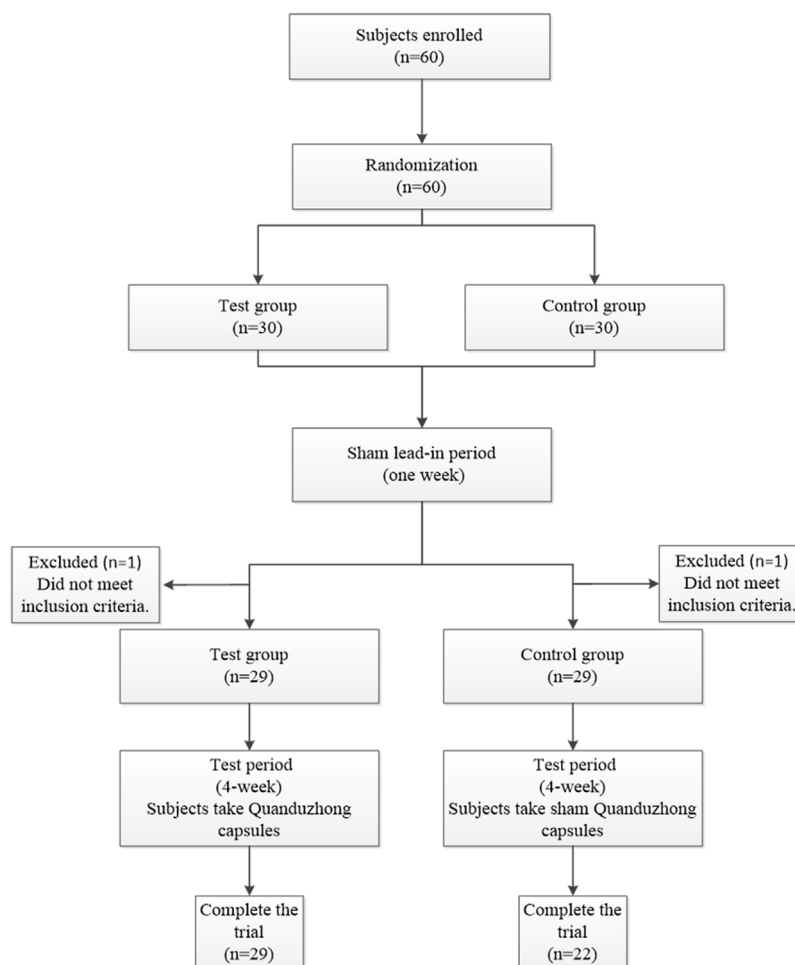 Subjects enrolled
(n=60)
Randomization
(n=60)
Test group
(n=30)
Control group
(n=30)
Sham lead-in period
(one week)
Excluded (n=1)
Did not meet
inclusion criteria.
Excluded (n=1)
Did not meet
inclusion criteria.
Test group
(n=29)
Control group
(n=29)
Test period
(4-week)
Subjects take Quanduzhong
capsules
Test period
(4-week)
Subjects take sham Quanduzhong
capsules
Complete the
trial
(n=29)
Complete the
trial
(n=22)